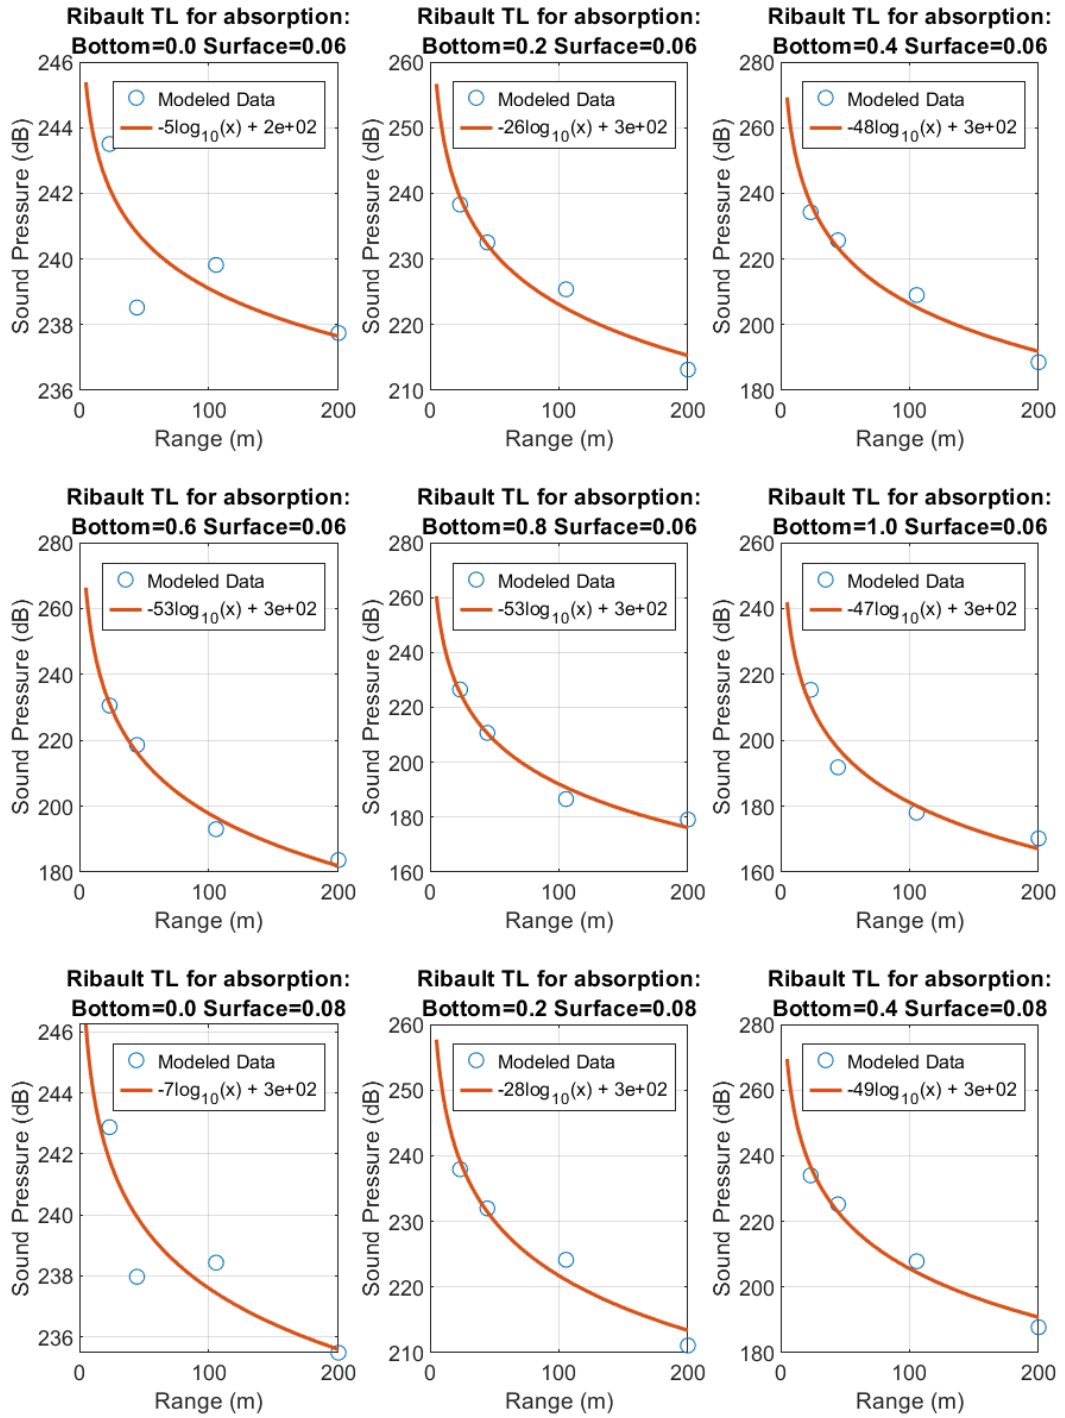 Ribault TL for absorption:
Bottom=0.0 Surface=0.06
246
244
242
240
238
236
0
100
200
Sound Pressure (dB)
Range (m)
Modeled Data
-5log10(x) + 2e+02
Ribault TL for absorption:
Bottom=0.2 Surface=0.06
260
250
240
230
220
210
0
100
200
Sound Pressure (dB)
Range (m)
Modeled Data
-26log10(x) + 3e+02
Ribault TL for absorption:
Bottom=0.4 Surface=0.06
280
260
240
220
200
180
0
100
200
Sound Pressure (dB)
Range (m)
Modeled Data
-48log10(x) + 3e+02
Ribault TL for absorption:
Bottom=0.6 Surface=0.06
280
260
240
220
200
180
0
100
200
Sound Pressure (dB)
Range (m)
Modeled Data
-53log10(x) + 3e+02
Ribault TL for absorption:
Bottom=0.8 Surface=0.06
280
260
240
220
200
180
160
0
100
200
Sound Pressure (dB)
Range (m)
Modeled Data
-53log10(x) + 3e+02
Ribault TL for absorption:
Bottom=1.0 Surface=0.06
260
240
220
200
180
160
0
100
200
Sound Pressure (dB)
Range (m)
Modeled Data
-47log10(x) + 3e+02
Ribault TL for absorption:
Bottom=0.0 Surface=0.08
246
244
242
240
238
236
0
100
200
Sound Pressure (dB)
Range (m)
Modeled Data
-7log10(x) + 3e+02
Ribault TL for absorption:
Bottom=0.2 Surface=0.08
260
250
240
230
220
210
0
100
200
Sound Pressure (dB)
Range (m)
Modeled Data
-28log10(x) + 3e+02
Ribault TL for absorption:
Bottom=0.4 Surface=0.08
280
260
240
220
200
180
0
100
200
Sound Pressure (dB)
Range (m)
Modeled Data
-49log10(x) + 3e+02